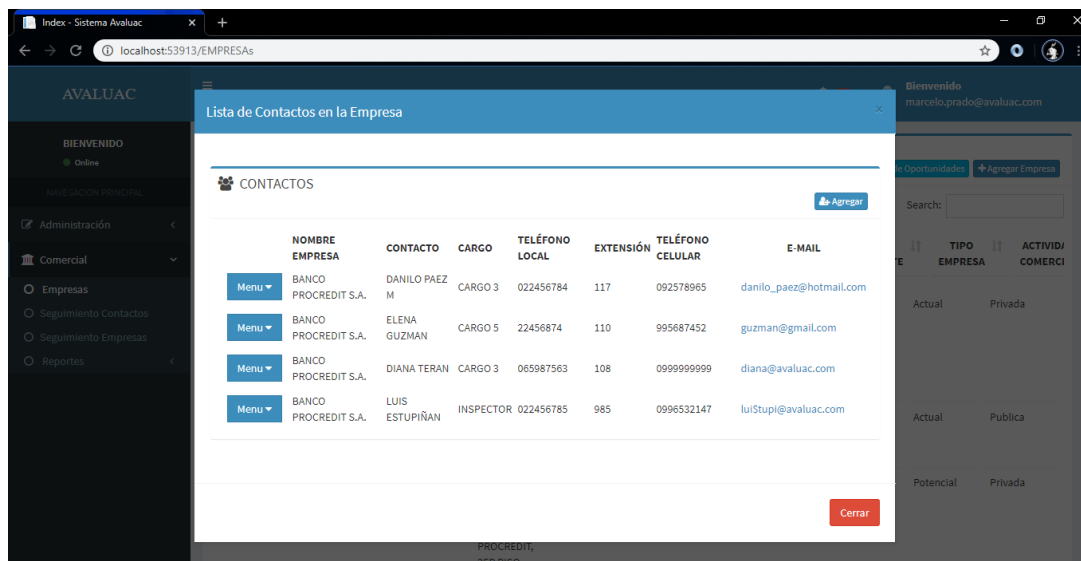 Index - Sistema Avaluac
localhost:53913/EMPRESAs
AVALUAC
Bienvenido
marcelo.prado@avaluac.com
Lista de Contactos en la Empresa
BIENVENIDO
Online
NAVEGACION PRINCIPAL
Administración
Comercial
Empresas
Seguimiento Contactos
Seguimiento Empresas
Reportes
de Oportunidades
Agregar Empresa
Search:
TIPO EMPRESA
CONTACTOS
Agregar
NOMBRE EMPRESA CONTACTO CARGO TELÉFONO LOCAL EXTENSIÓN TELÉFONO CELULAR E-MAIL
Menu BANCO PROCREDIT S.A. DANILO PAEZ M CARGO 3 022456784 117 092578965 danilo_paez@hotmail.com
Menu BANCO PROCREDIT S.A. ELENA GUZMAN CARGO 5 22456874 110 995687452 guzman@gmail.com
Menu BANCO PROCREDIT S.A. DIANA TERAN CARGO 3 065987563 108 0999999999 diana@avaluac.com
Menu BANCO PROCREDIT S.A. LUIS ESTUPIÑAN INSPECTOR 022456785 985 0996532147 lui$tupi@avaluac.com
Actual Privada
Actual Publica
Potencial Privada
Cerrar
PROCREDIT,